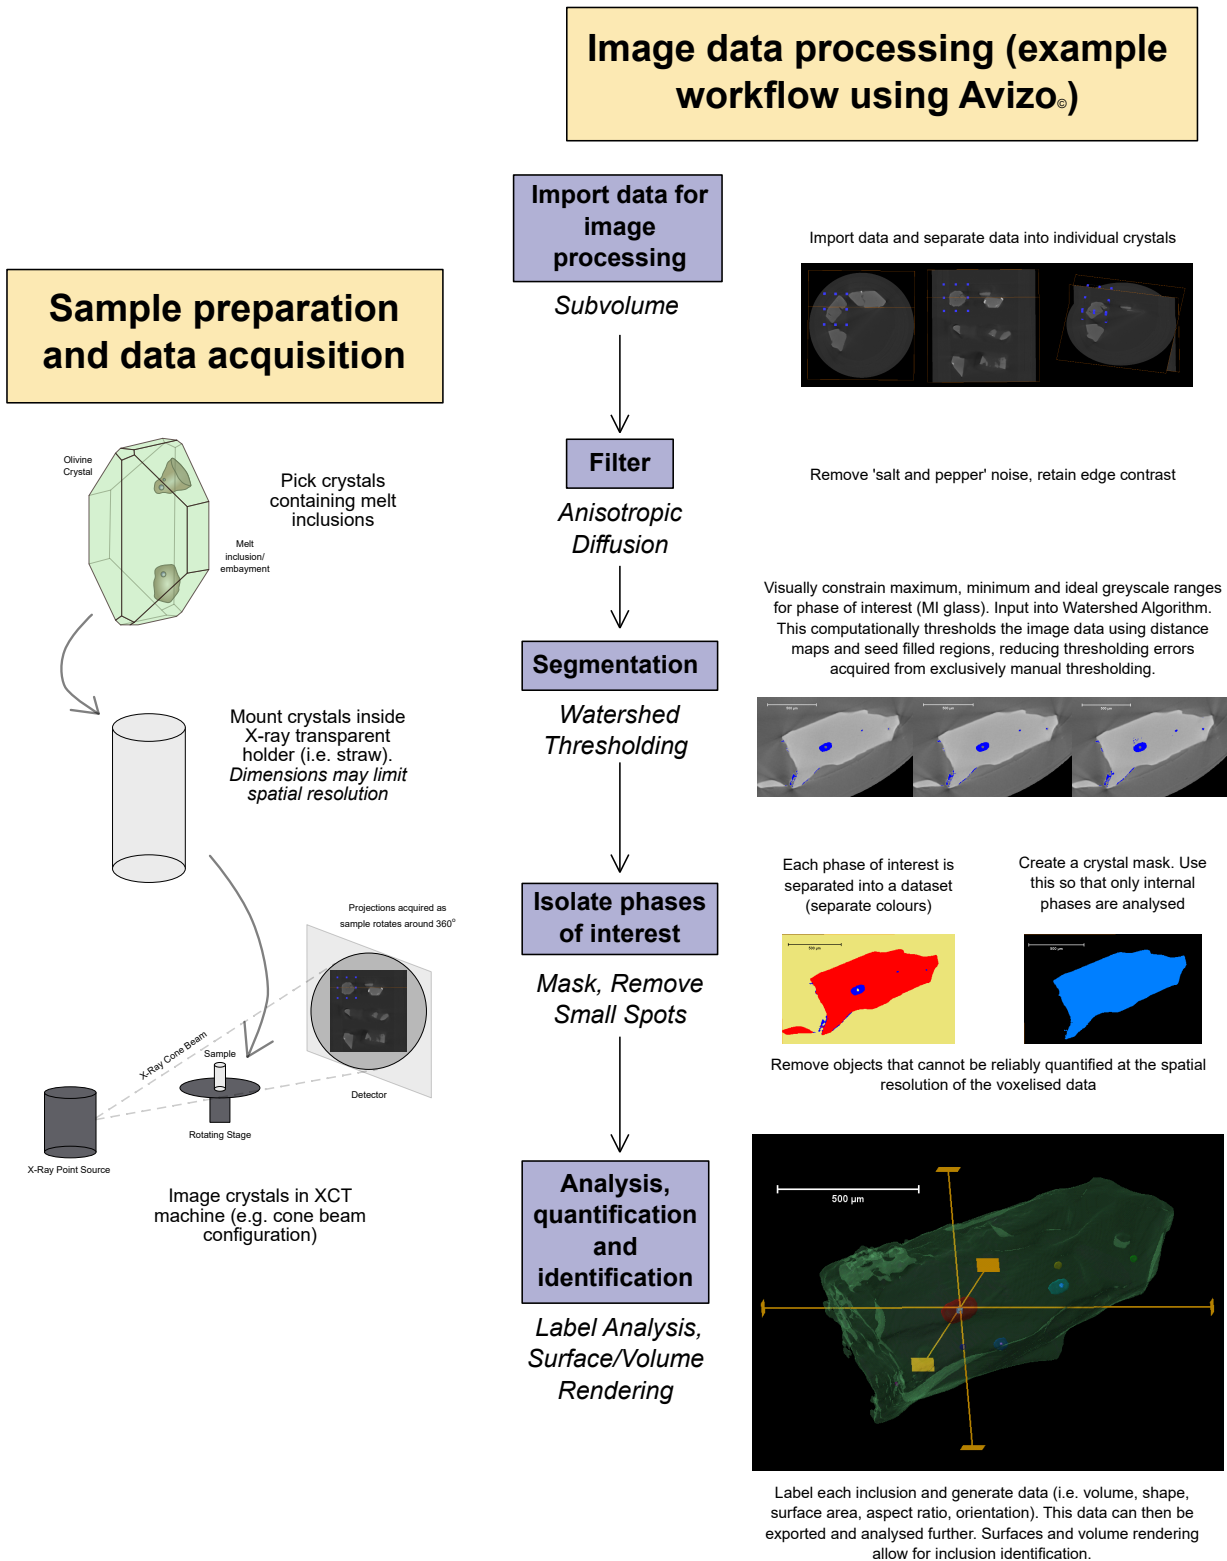 Image data processing (example
workflow using Avizo©)
Sample preparation
and data acquisition
Olivine
Crystal
Pick crystals
containing melt
inclusions
Melt
inclusion/
embayment
Mount crystals inside
X-ray transparent
holder (i.e. straw).
Dimensions may limit
spatial resolution
Projections acquired as
sample rotates around 360°
X-Ray Cone Beam
Sample
Detector
Rotating Stage
X-Ray Point Source
Image crystals in XCT
machine (e.g. cone beam
configuration)
Import data for
image
processing
Subvolume
Import data and separate data into individual crystals
Filter
Anisotropic
Diffusion
Remove 'salt and pepper' noise, retain edge contrast
Segmentation
Watershed
Thresholding
Visually constrain maximum, minimum and ideal greyscale ranges
for phase of interest (MI glass). Input into Watershed Algorithm.
This computationally thresholds the image data using distance
maps and seed filled regions, reducing thresholding errors
acquired from exclusively manual thresholding.
500 µm
500 µm
500 µm
Isolate phases
of interest
Mask, Remove
Small Spots
Each phase of interest is
separated into a dataset
(separate colours)
Create a crystal mask. Use
this so that only internal
phases are analysed
500 µm
500 µm
Remove objects that cannot be reliably quantified at the spatial
resolution of the voxelised data
Analysis,
quantification
and
identification
Label Analysis,
Surface/Volume
Rendering
500 µm
Label each inclusion and generate data (i.e. volume, shape,
surface area, aspect ratio, orientation). This data can then be
exported and analysed further. Surfaces and volume rendering
allow for inclusion identification.